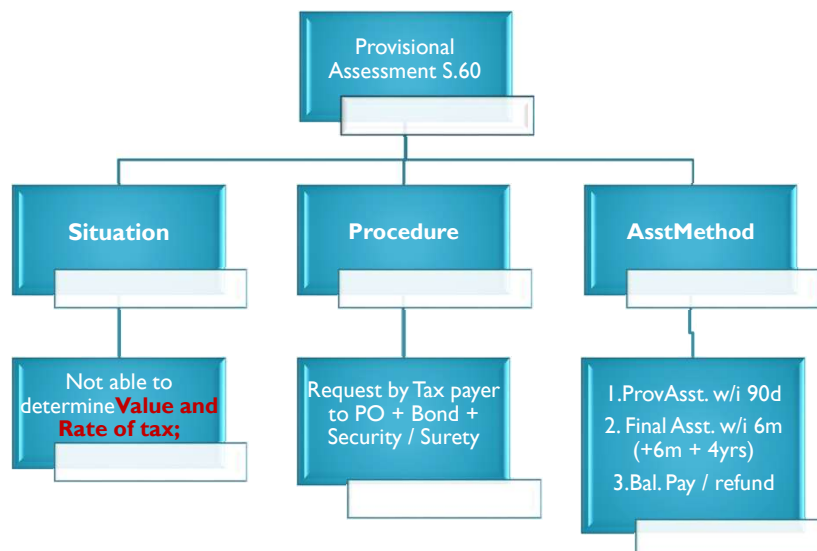 Provisional
Assessment S.60
Situation
Procedure
AsstMethod
Not able to
determineValue and
Rate of tax;
Request by Tax payer
to PO + Bond +
Security / Surety
1.ProvAsst. w/i 90d
2. Final Asst. w/i 6m
(+6m + 4yrs)
3.Bal. Pay / refund